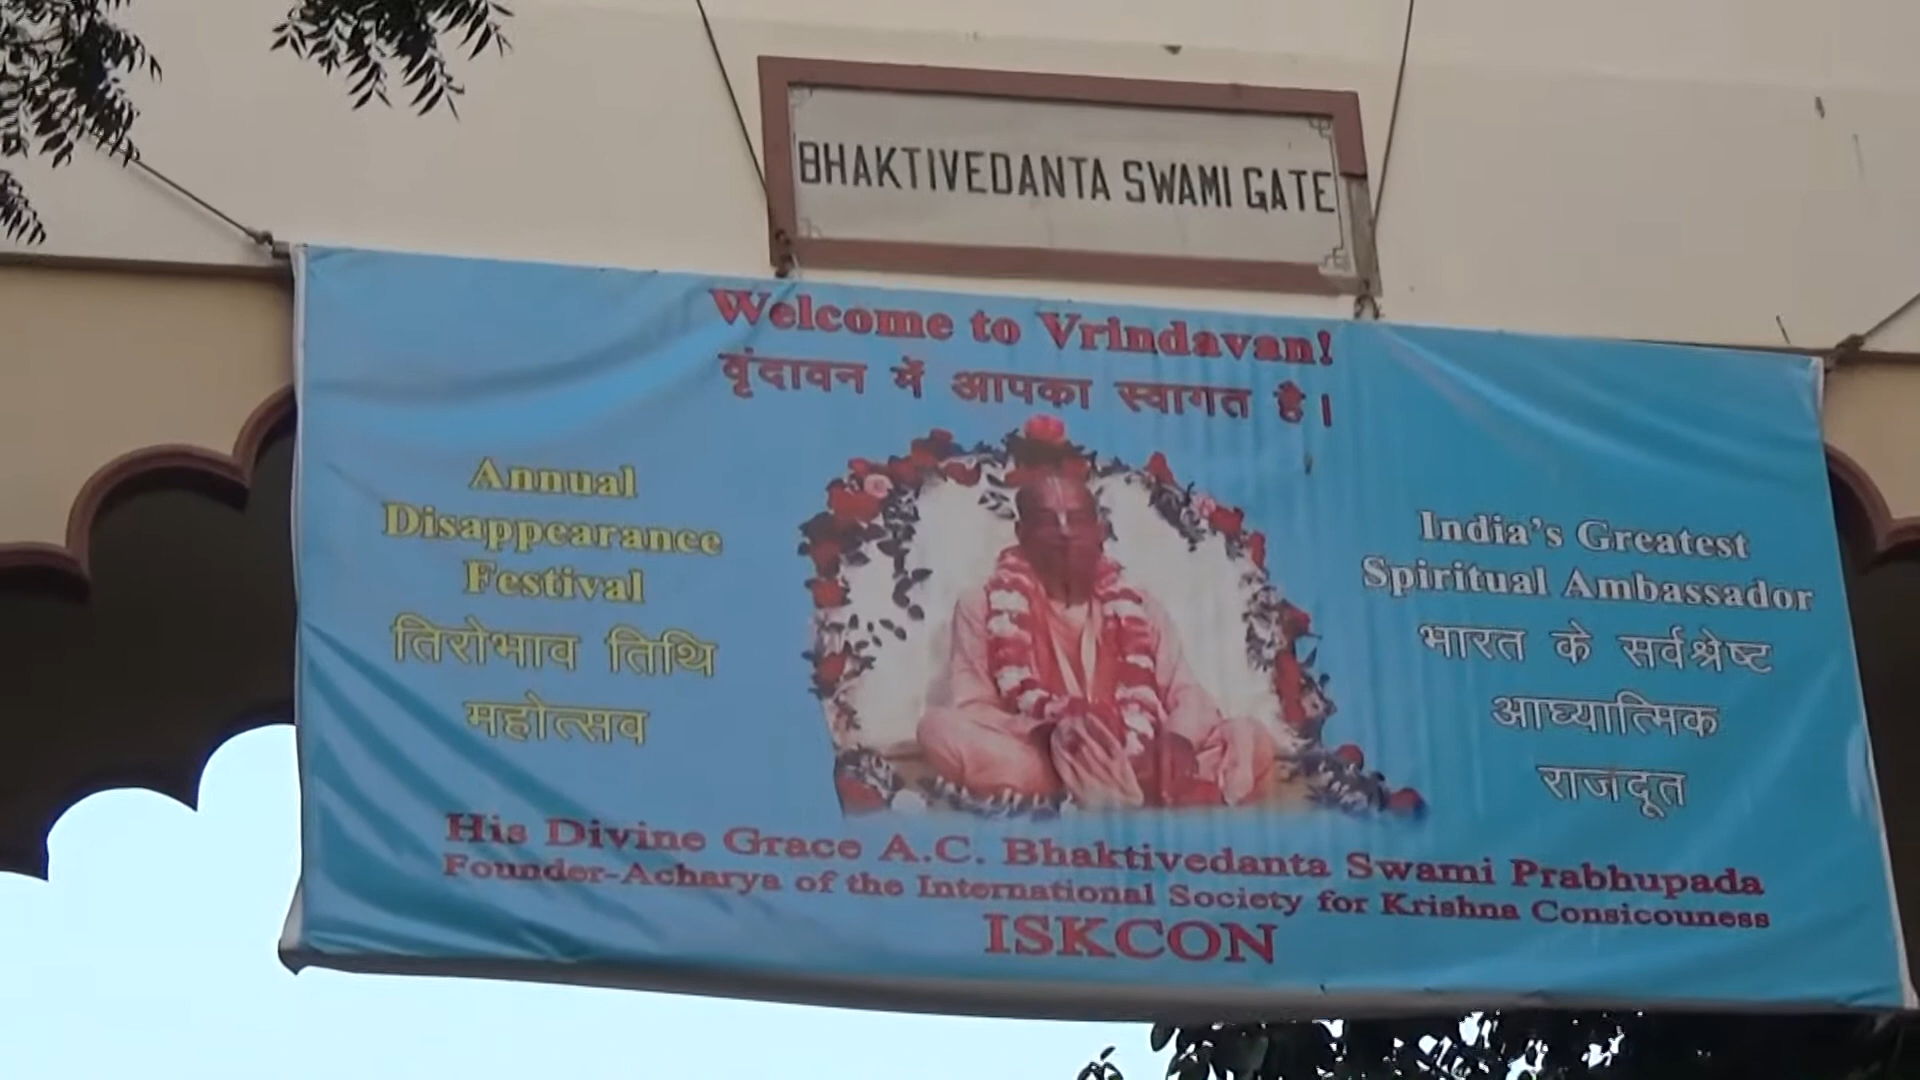 BHAKTIVEDANTA SWAMI GATE
Welcome to Vrindavan!
वृंदावन में आपका स्वागत है।
Annual
Disappearance
Festival
तिरोभाव तिथि
महोत्सव
India's Greatest
Spiritual Ambassador
भारत के सर्वश्रेष्ट
आध्यात्मिक
राजदूत
His Divine Grace A.C. Bhaktivedanta Swami Prabhupada
Founder-Acharya of the International Society for Krishna Consicouness
ISKCON